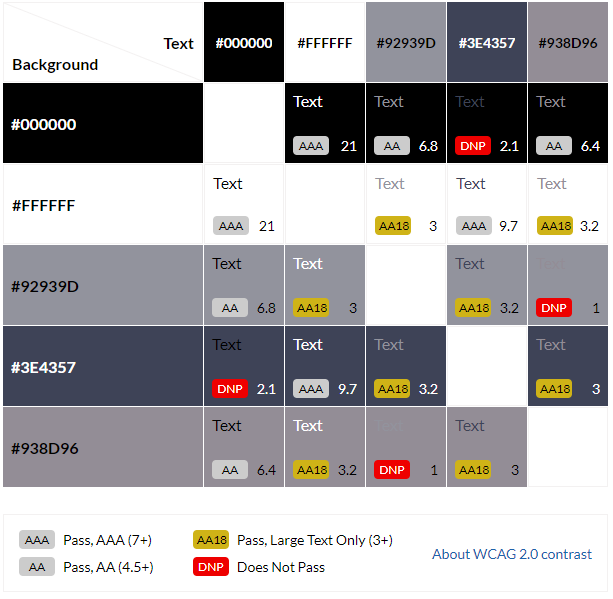 Text #000000 #FFFFFF #92939D #3E4357 #938D96
Background
#000000
Text Text Text Text
AAA 21 AA 6.8 DNP 2.1 AA 6.4
#FFFFFF
Text Text Text Text
AAA 21 AA18 3 AAA 9.7 AA18 3.2
#92939D
Text Text Text Text
AA 6.8 AA18 3 AA18 3.2 DNP 1
#3E4357
Text Text Text Text
DNP 2.1 AAA 9.7 AA18 3.2 AA18 3
#938D96
Text Text Text Text
AA 6.4 AA18 3.2 DNP 1 AA18 3
AAA Pass, AAA (7+) AA18 Pass, Large Text Only (3+)
About WCAG 2.0 contrast
AA Pass, AA (4.5+) DNP Does Not Pass